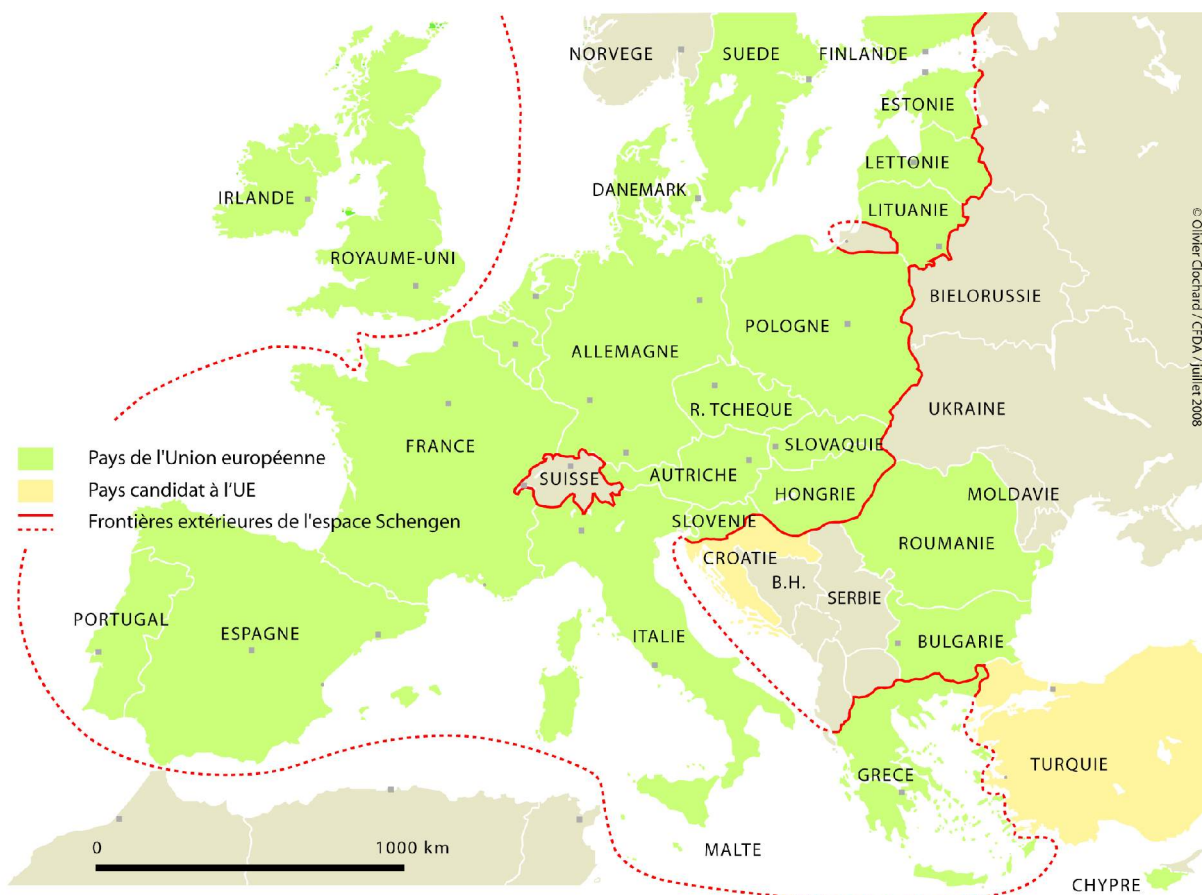 NORVEGE
SUEDE
FINLANDE
ESTONIE
LETTONIE
DANEMARK
LITUANIE
IRLANDE
ROYAUME-UNI
BIELORUSSIE
POLOGNE
ALLEMAGNE
R. TCHEQUE
UKRAINE
FRANCE
SLOVAQUIE
Pays de l'Union européenne
SUISSE
AUTRICHE
Pays candidat à l'UE
HONGRIE
MOLDAVIE
Frontières extérieures de l'espace Schengen
SLOVENIE
ROUMANIE
CROATIE
B.H.
SERBIE
PORTUGAL
ESPAGNE
ITALIE
BULGARIE
TURQUIE
GRECE
0 1000 km
MALTE
CHYPRE
© Olivier Clochard / CFDA / juillet 2008